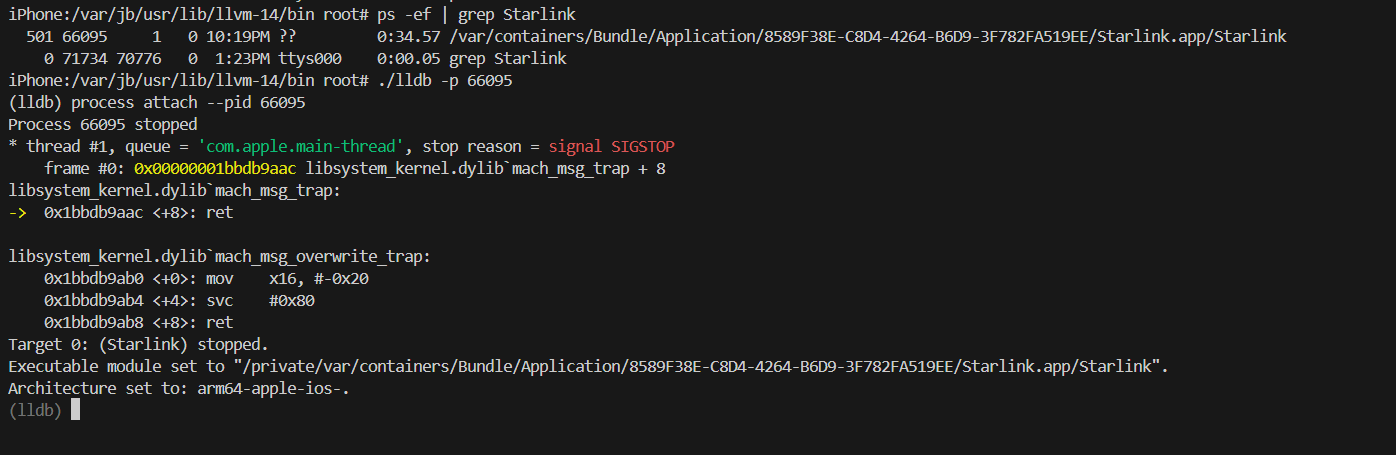 iPhone:/var/jb/usr/lib/llvm-14/bin root# ps -ef | grep Starlink
  501 66095     1   0 10:19PM ??         0:34.57 /var/containers/Bundle/Application/8589F38E-C8D4-4264-B6D9-3F782FA519EE/Starlink.app/Starlink
    0 71734 70776   0  1:23PM ttys000    0:00.05 grep Starlink
iPhone:/var/jb/usr/lib/llvm-14/bin root# ./lldb -p 66095
(lldb) process attach --pid 66095
Process 66095 stopped
* thread #1, queue = 'com.apple.main-thread', stop reason = signal SIGSTOP
    frame #0: 0x00000001bbdb9aac libsystem_kernel.dylib`mach_msg_trap + 8
libsystem_kernel.dylib`mach_msg_trap:
->  0x1bbdb9aac <+8>: ret
libsystem_kernel.dylib`mach_msg_overwrite_trap:
    0x1bbdb9ab0 <+0>: mov    x16, #-0x20
    0x1bbdb9ab4 <+4>: svc    #0x80
    0x1bbdb9ab8 <+8>: ret
Target 0: (Starlink) stopped.
Executable module set to "/private/var/containers/Bundle/Application/8589F38E-C8D4-4264-B6D9-3F782FA519EE/Starlink.app/Starlink".
Architecture set to: arm64-apple-ios-.
(lldb)